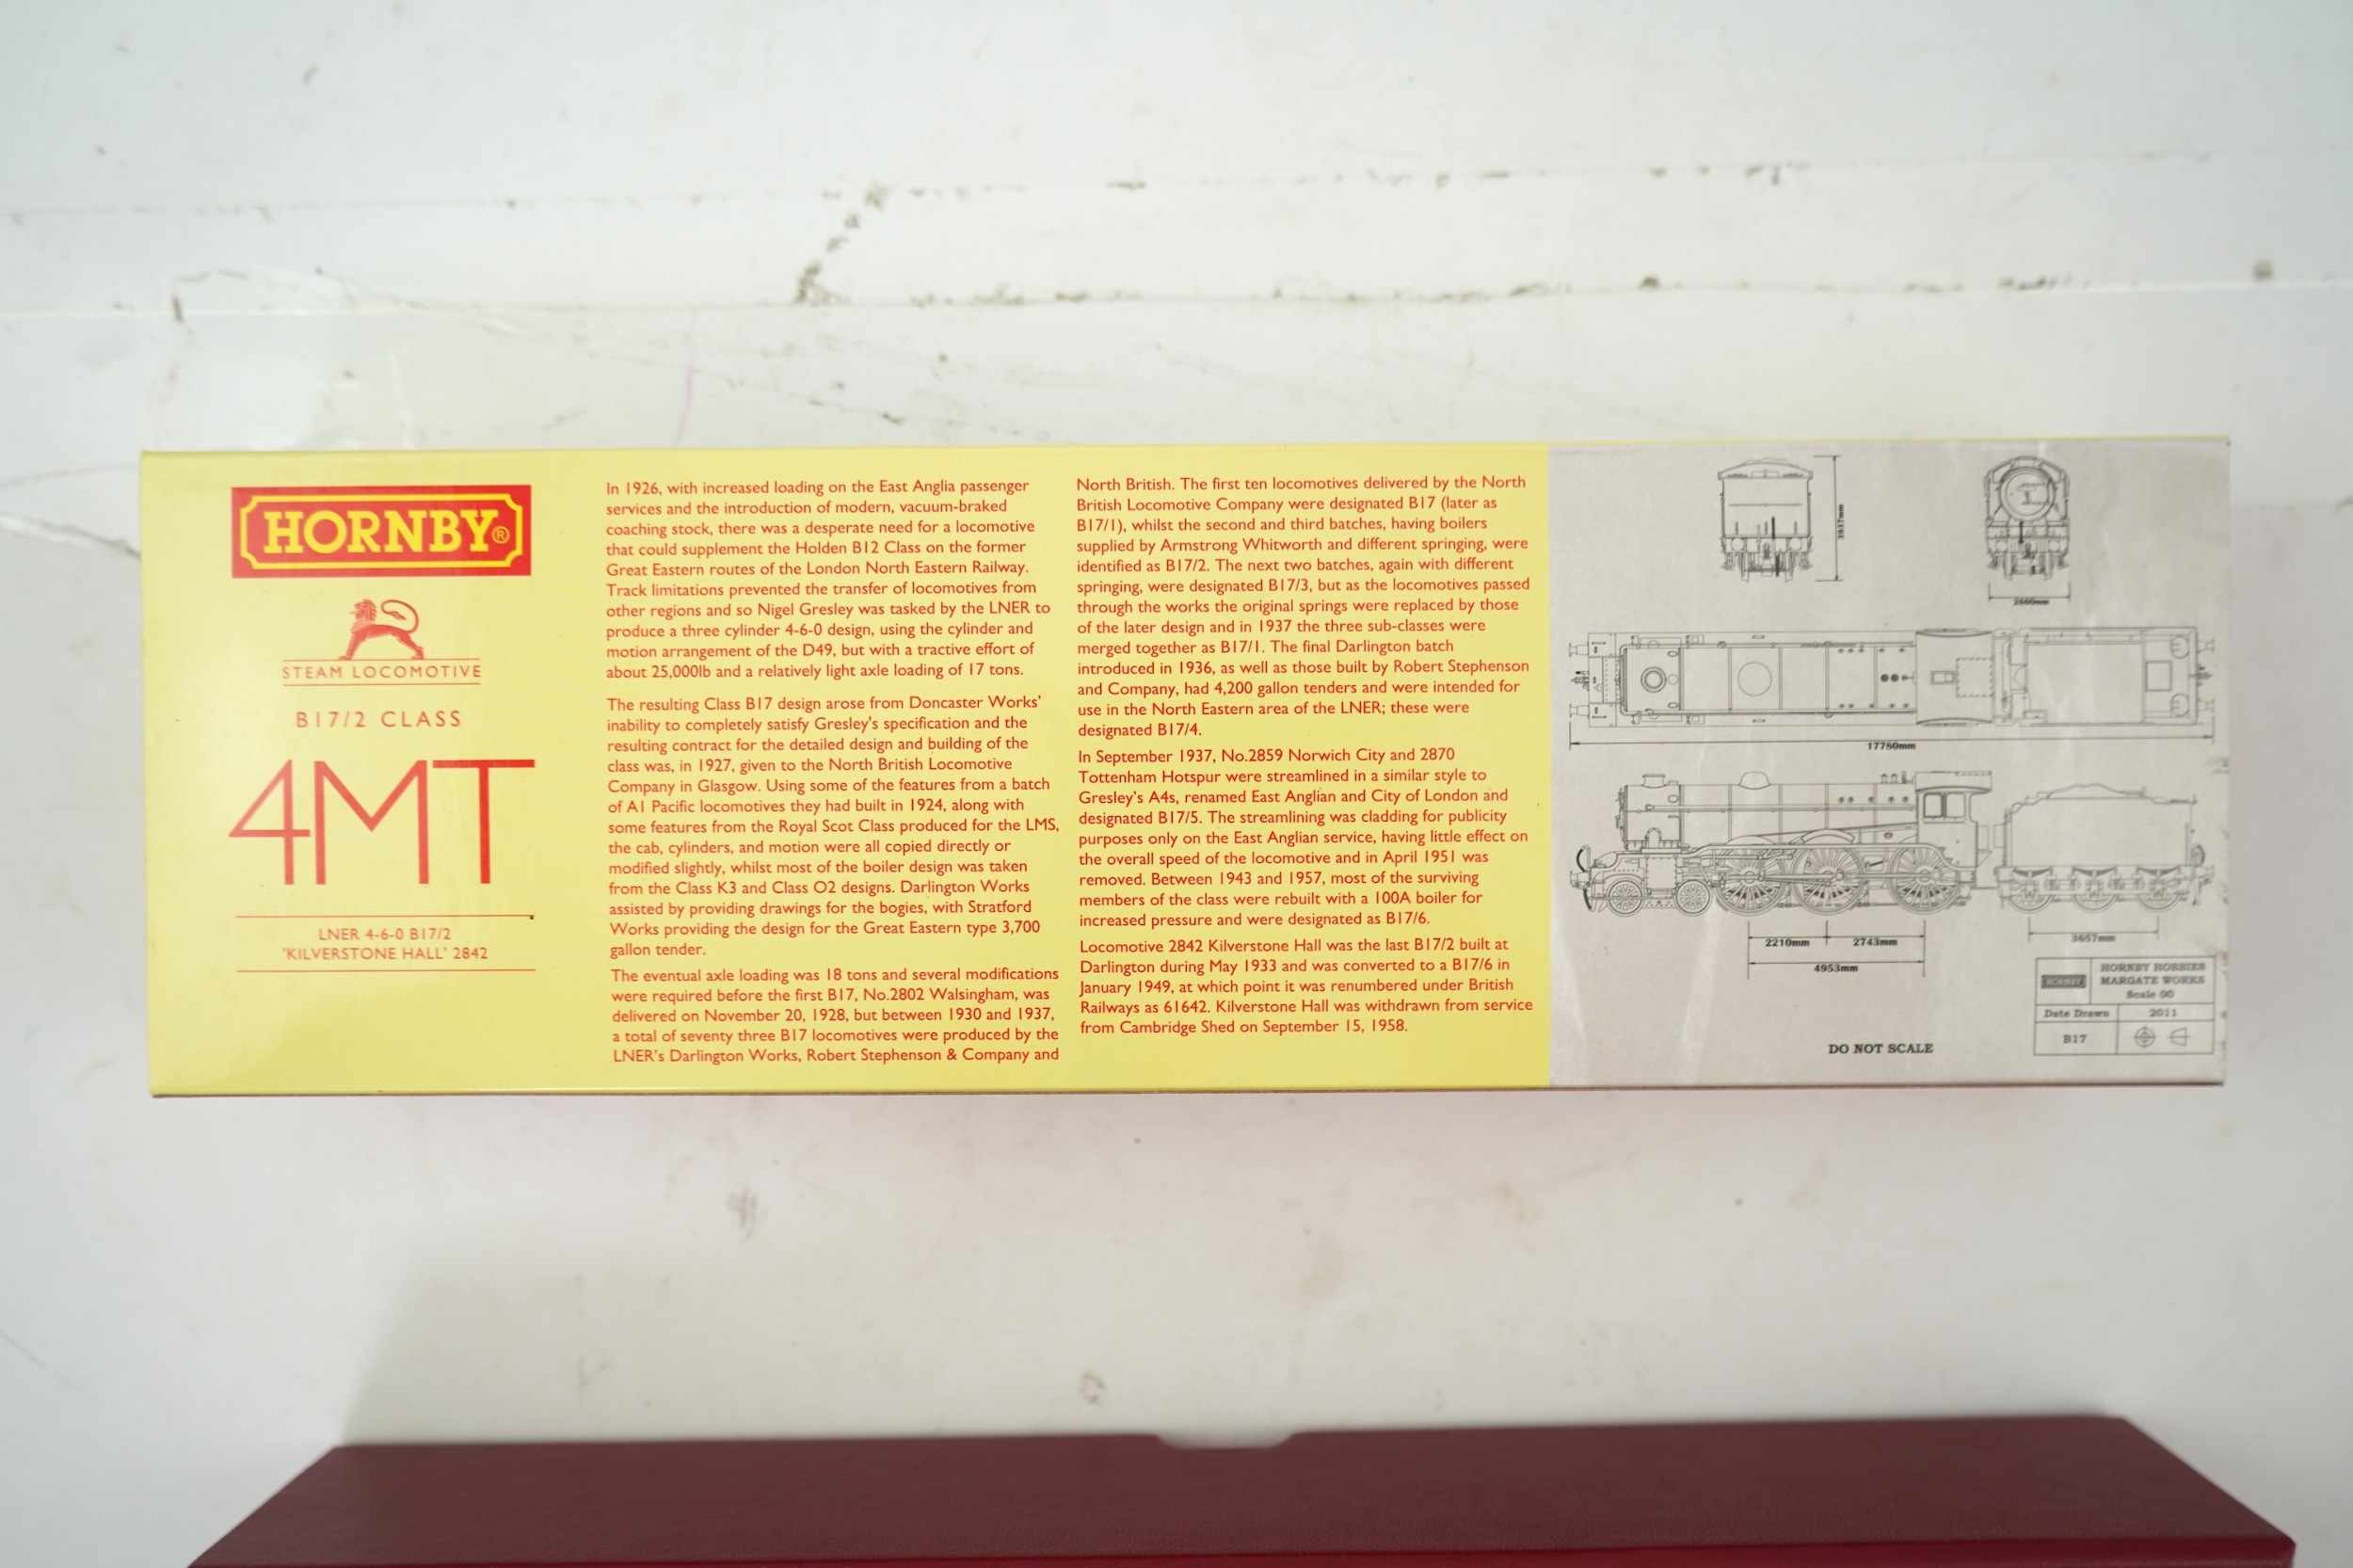 HORNBY®
STEAM LOCOMOTIVE
B17/2 CLASS
4MT
LNER 4-6-0 B17/2
'KILVERSTONE HALL' 2842
In 1926, with increased loading on the East Anglia passenger
services and the introduction of modern, vacuum-braked
coaching stock, there was a desperate need for a locomotive
that could supplement the Holden B12 Class on the former
Great Eastern routes of the London North Eastern Railway.
Track limitations prevented the transfer of locomotives from
other regions and so Nigel Gresley was tasked by the LNER to
produce a three cylinder 4-6-0 design, using the cylinder and
motion arrangement of the D49, but with a tractive effort of
about 25,000lb and a relatively light axle loading of 17 tons.
The resulting Class B17 design arose from Doncaster Works'
inability to completely satisfy Gresley's specification and the
resulting contract for the detailed design and building of the
class was, in 1927, given to the North British Locomotive
Company in Glasgow. Using some of the features from a batch
of A1 Pacific locomotives they had built in 1924, along with
some features from the Royal Scot Class produced for the LMS,
the cab, cylinders, and motion were all copied directly or
modified slightly, whilst most of the boiler design was taken
from the Class K3 and Class O2 designs. Darlington Works
assisted by providing drawings for the bogies, with Stratford
Works providing the design for the Great Eastern type 3,700
gallon tender.
The eventual axle loading was 18 tons and several modifications
were required before the first B17, No.2802 Walsingham, was
delivered on November 20, 1928, but between 1930 and 1937,
a total of seventy three B17 locomotives were produced by the
LNER's Darlington Works, Robert Stephenson & Company and
North British. The first ten locomotives delivered by the North
British Locomotive Company were designated B17 (later as
B17/1), whilst the second and third batches, having boilers
supplied by Armstrong Whitworth and different springing, were
identified as B17/2. The next two batches, again with different
springing, were designated B17/3, but as the locomotives passed
through the works the original springs were replaced by those
of the later design and in 1937 the three sub-classes were
merged together as B17/1. The final Darlington batch
introduced in 1936, as well as those built by Robert Stephenson
and Company, had 4,200 gallon tenders and were intended for
use in the North Eastern area of the LNER; these were
designated B17/4.
In September 1937, No.2859 Norwich City and 2870
Tottenham Hotspur were streamlined in a similar style to
Gresley's A4s, renamed East Anglian and City of London and
designated B17/5. The streamlining was cladding for publicity
purposes only on the East Anglian service, having little effect on
the overall speed of the locomotive and in April 1951 was
removed. Between 1943 and 1957, most of the surviving
members of the class were rebuilt with a 100A boiler for
increased pressure and were designated as B17/6.
Locomotive 2842 Kilverstone Hall was the last B17/2 built at
Darlington during May 1933 and was converted to a B17/6 in
January 1949, at which point it was renumbered under British
Railways as 61642. Kilverstone Hall was withdrawn from service
from Cambridge Shed on September 15, 1958.
3937mm
2660mm
17780mm
2210mm
2743mm
4953mm
3657mm
DO NOT SCALE
HORNBY
HORNBY HOBBIES
MARGATE WORKS
Scale 00
Date Drawn
2011
B17